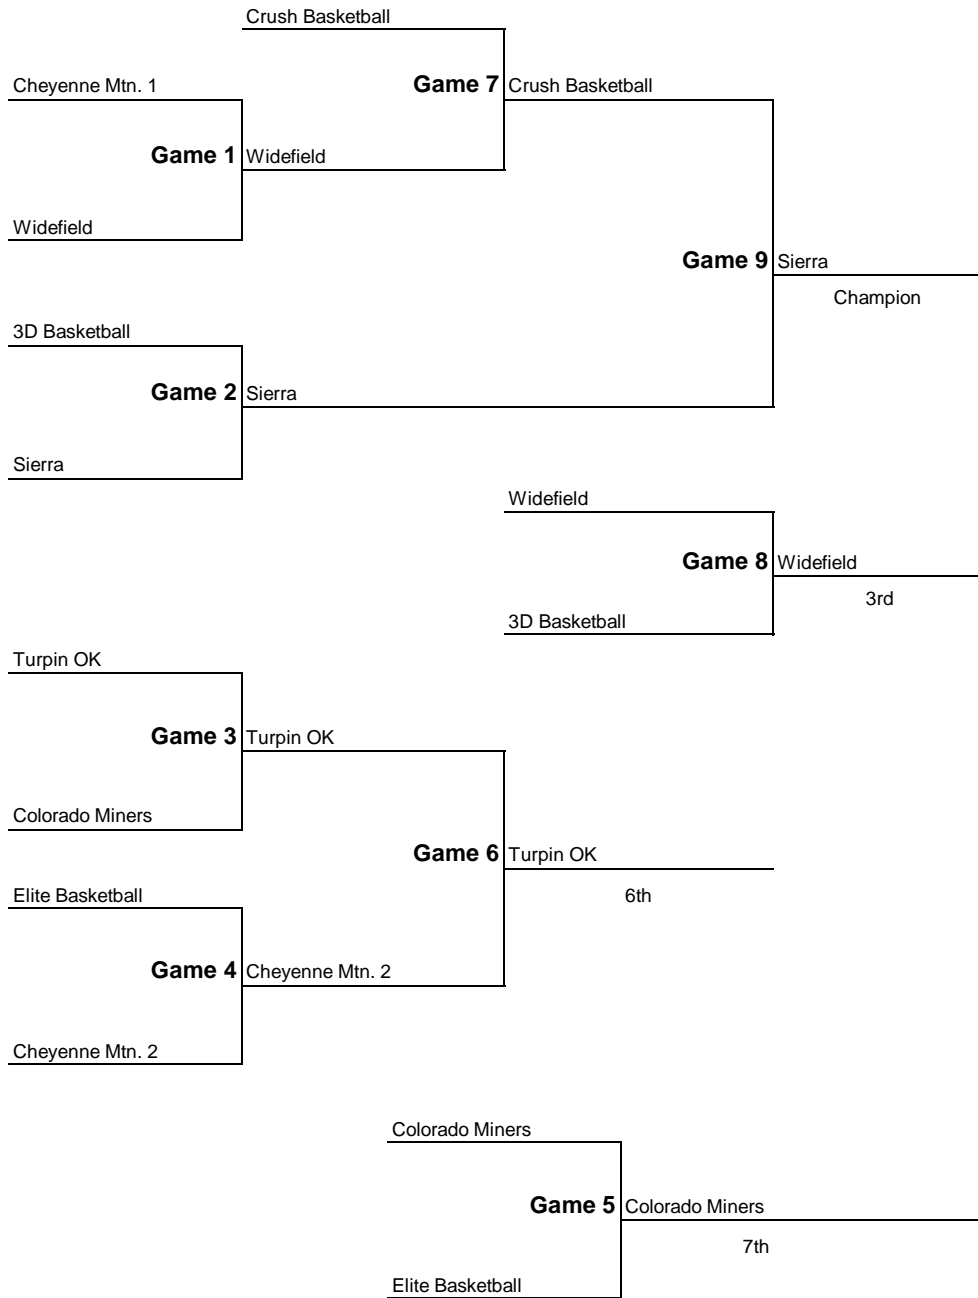 Crush Basketball
Cheyenne Mtn. 1
Game 7 Crush Basketball
Game 1 Widefield
Widefield
Game 9 Sierra
Champion
3D Basketball
Game 2 Sierra
Sierra
Widefield
Game 8 Widefield
3rd
3D Basketball
Turpin OK
Game 3 Turpin OK
Colorado Miners
Game 6 Turpin OK
Elite Basketball
6th
Game 4 Cheyenne Mtn. 2
Cheyenne Mtn. 2
Colorado Miners
Game 5 Colorado Miners
7th
Elite Basketball